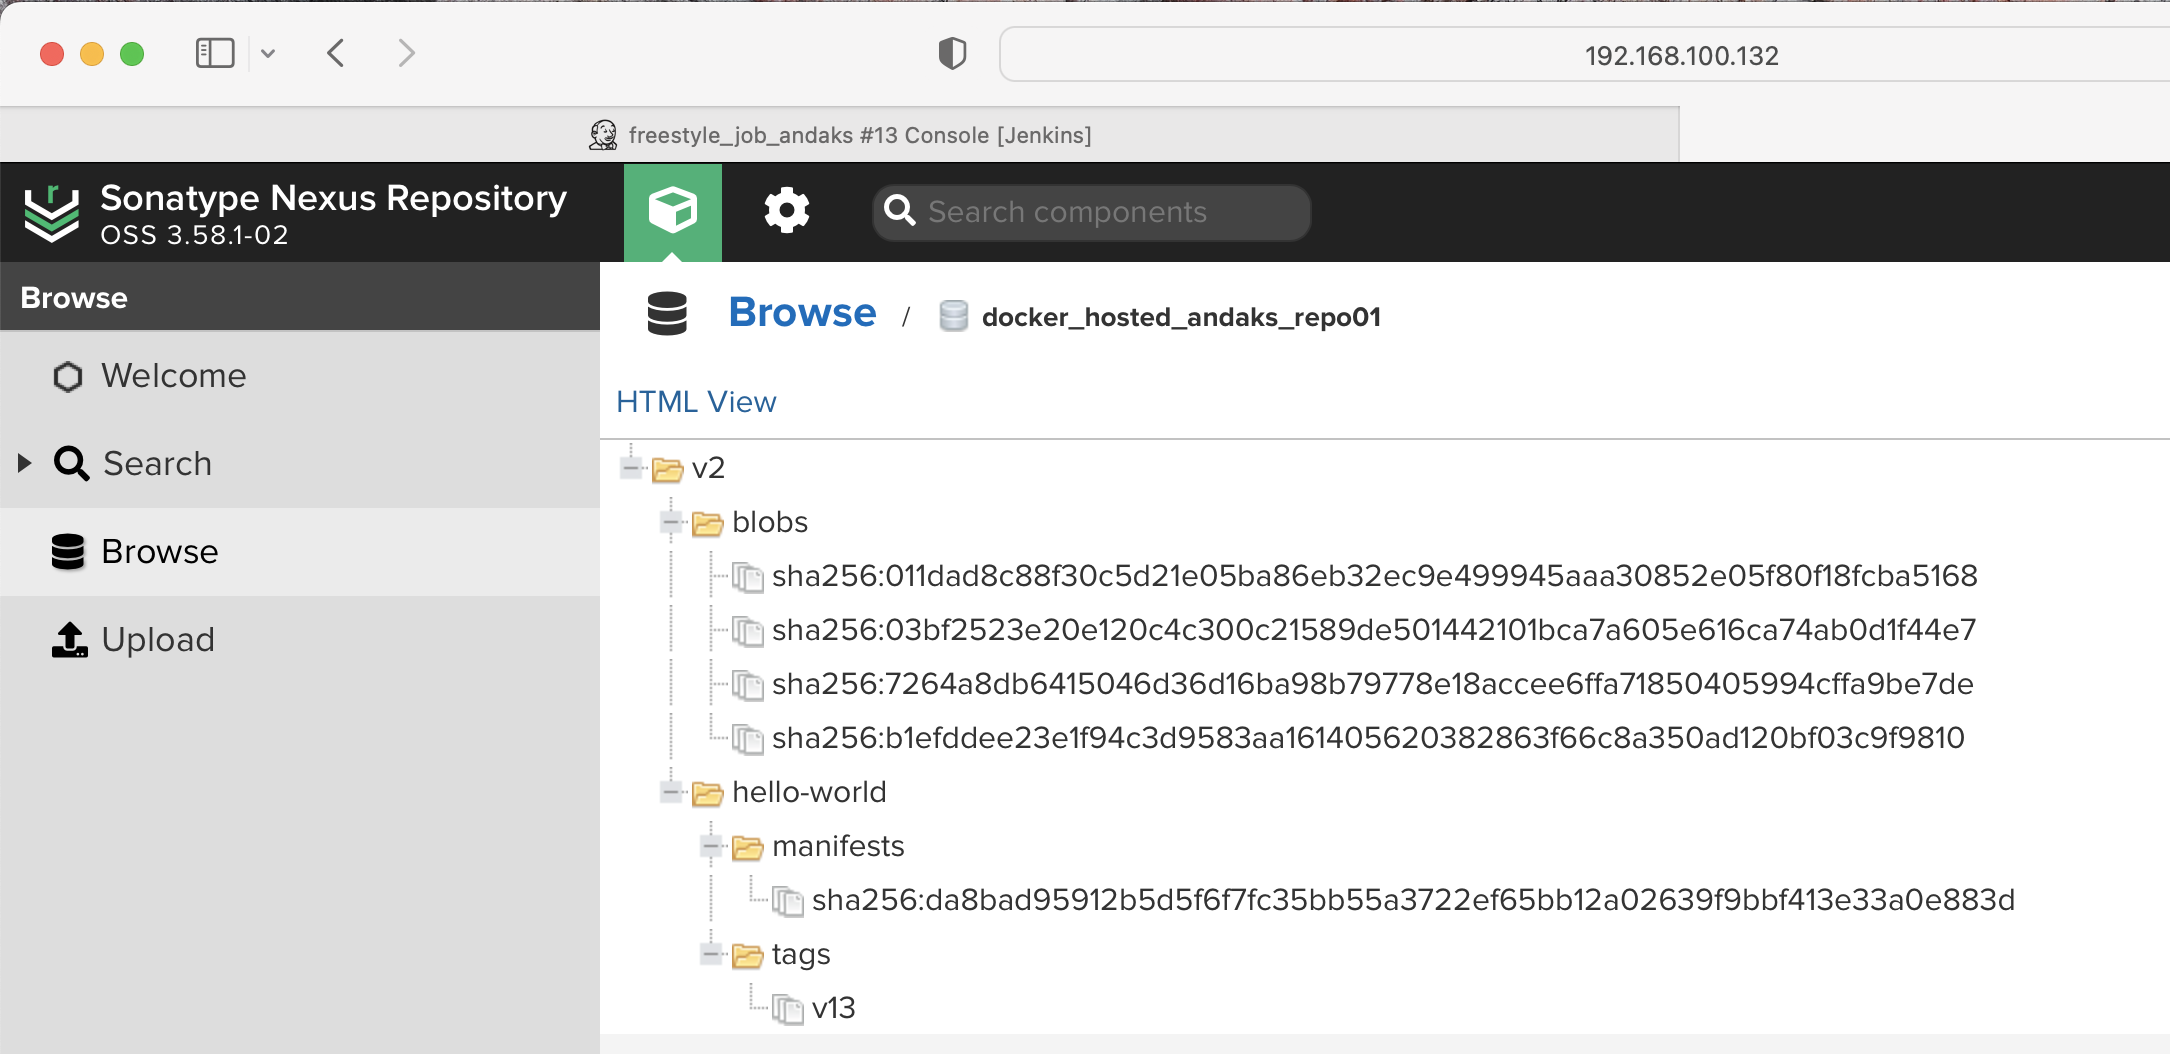 192.168.100.132
freestyle_job_andaks #13 Console [Jenkins]
Sonatype Nexus Repository
OSS 3.58.1-02
Search components
Browse
Welcome
Search
Browse
Upload
Browse / docker_hosted_andaks_repo01
HTML View
v2
blobs
sha256:011dad8c88f30c5d21e05ba86eb32ec9e499945aaa30852e05f80f18fcba5168
sha256:03bf2523e20e120c4c300c21589de501442101bca7a605e616ca74ab0d1f44e7
sha256:7264a8db6415046d36d16ba98b79778e18accee6ffa71850405994cffa9be7de
sha256:b1efddee23e1f94c3d9583aa161405620382863f66c8a350ad120bf03c9f9810
hello-world
manifests
sha256:da8bad95912b5d5f6f7fc35bb55a3722ef65bb12a02639f9bbf413e33a0e883d
tags
v13